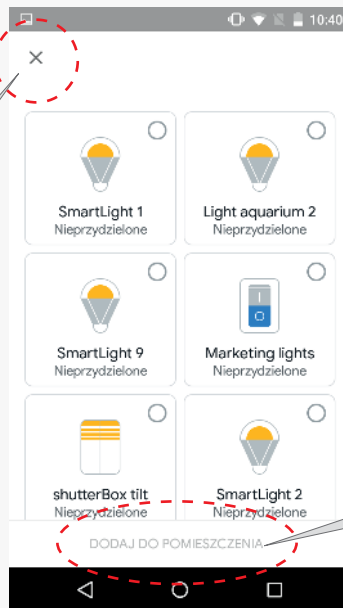 10:40
SmartLight 1
Nieprzydzielone
Light aquarium 2
Nieprzydzielone
SmartLight 9
Nieprzydzielone
Marketing lights
Nieprzydzielone
shutterBox tilt
Nieprzydzielone
SmartLight 2
Nieprzydzielone
DODAJ DO POMIESZCZENIA